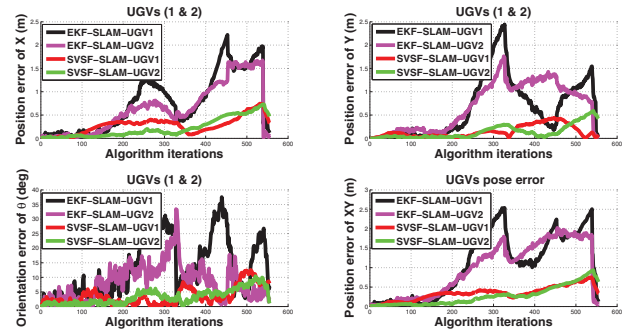 UGVs (1 & 2)
Position error of X (m)
2.5
2
1.5
1
0.5
0
EKF-SLAM-UGV1
EKF-SLAM-UGV2
SVSF-SLAM-UGV1
SVSF-SLAM-UGV2
0 100 200 300 400 500 600
Algorithm iterations
UGVs (1 & 2)
Position error of Y (m)
2.5
2
1.5
1
0.5
0
EKF-SLAM-UGV1
EKF-SLAM-UGV2
SVSF-SLAM-UGV1
SVSF-SLAM-UGV2
0 100 200 300 400 500 600
Algorithm iterations
UGVs (1 & 2)
Orientation error of θ (deg)
40
35
30
25
20
15
10
5
0
EKF-SLAM-UGV1
EKF-SLAM-UGV2
SVSF-SLAM-UGV1
SVSF-SLAM-UGV2
0 100 200 300 400 500 600
Algorithm iterations
UGVs pose error
Position error of XY (m)
3
2.5
2
1.5
1
0.5
0
EKF-SLAM-UGV1
EKF-SLAM-UGV2
SVSF-SLAM-UGV1
SVSF-SLAM-UGV2
0 100 200 300 400 500 600
Algorithm iterations